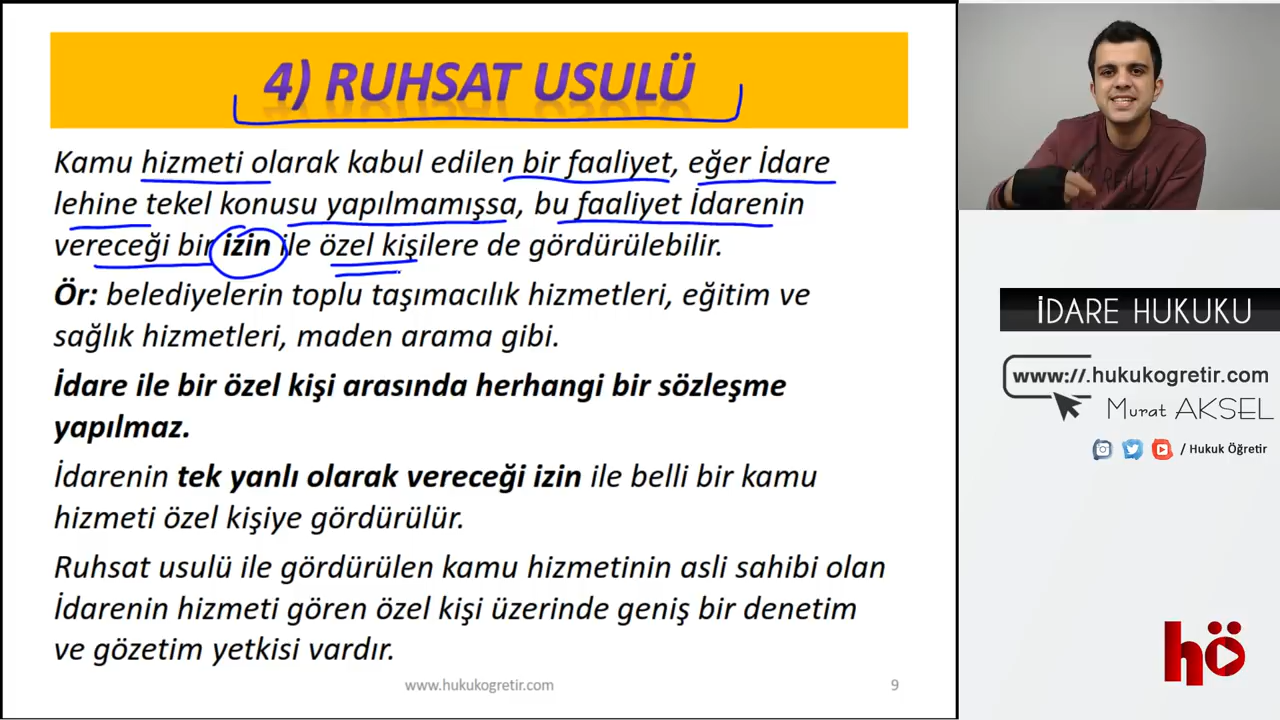 4) RUHSAT USULÜ
Kamu hizmeti olarak kabul edilen bir faaliyet, eğer İdare
lehine tekel konusu yapılmamışsa, bu faaliyet İdarenin
vereceği bir izin ile özel kişilere de gördürülebilir.
Ör: belediyelerin toplu taşımacılık hizmetleri, eğitim ve
sağlık hizmetleri, maden arama gibi.
İdare ile bir özel kişi arasında herhangi bir sözleşme
yapılmaz.
İdarenin tek yanlı olarak vereceği izin ile belli bir kamu
hizmeti özel kişiye gördürülür.
Ruhsat usulü ile gördürülen kamu hizmetinin asli sahibi olan
İdarenin hizmeti gören özel kişi üzerinde geniş bir denetim
ve gözetim yetkisi vardır.
www.hukukogretir.com
9
İDARE HUKUKU
www://.hukukogretir.com
Murat AKSEL
/ Hukuk Öğretir
hö